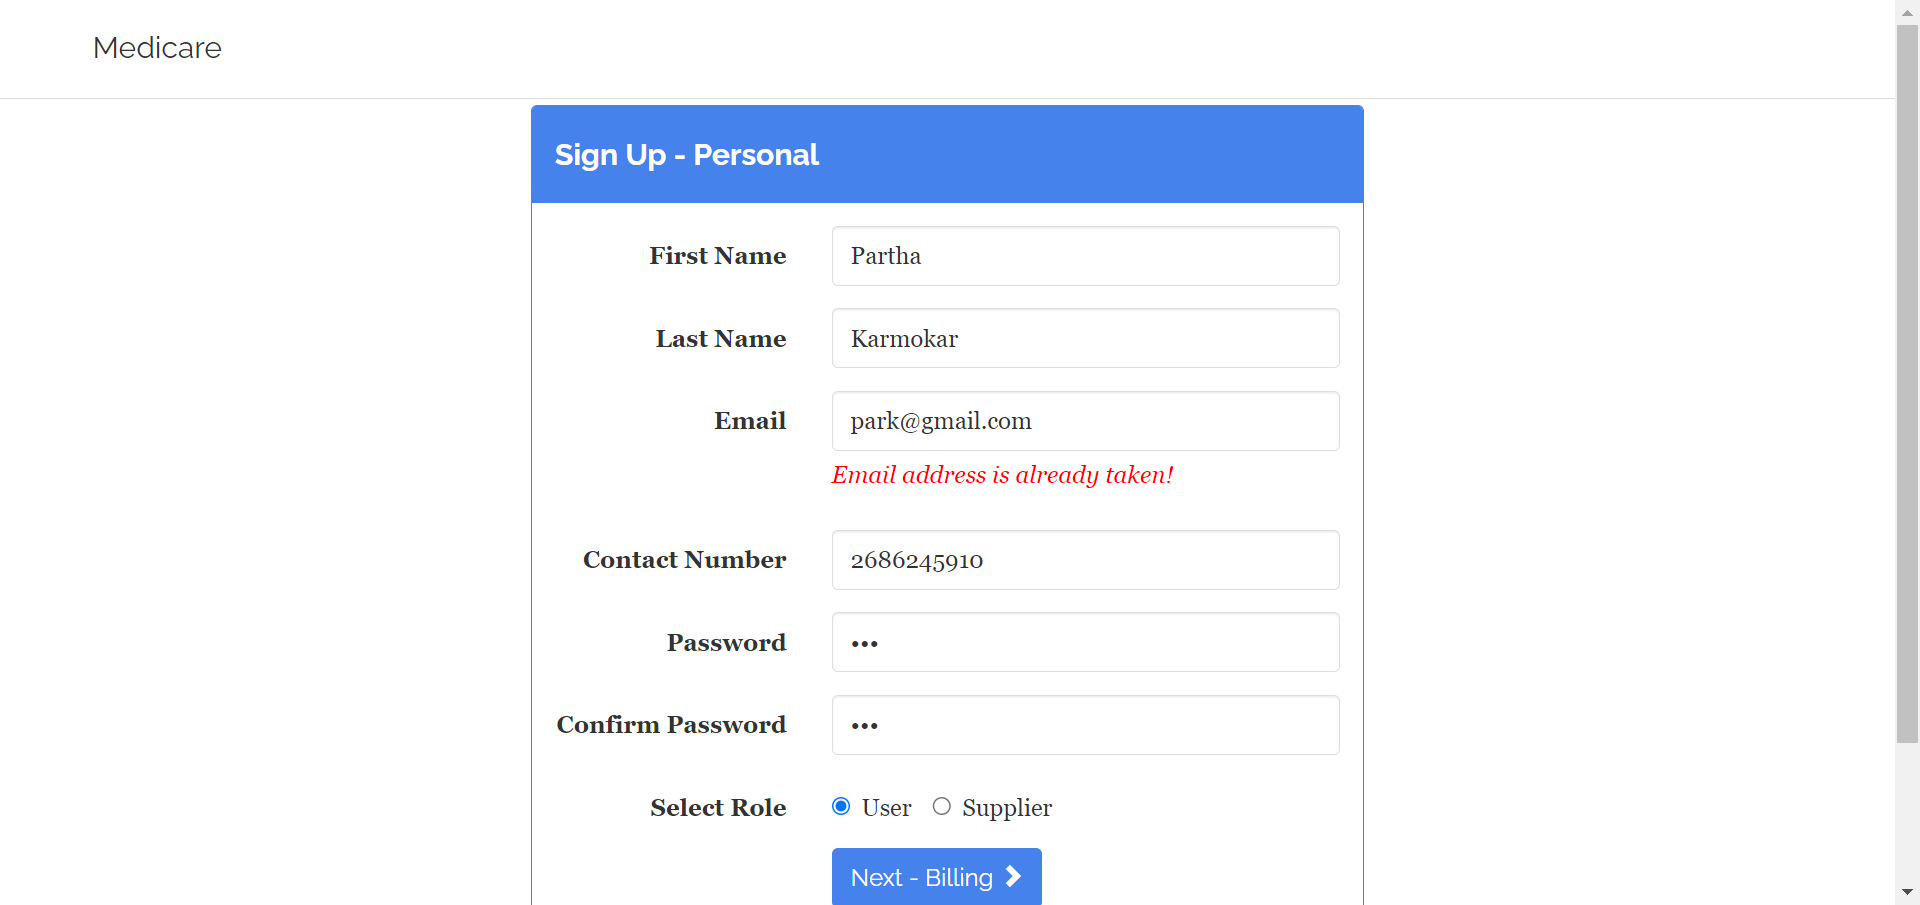 Medicare
Sign Up - Personal
First Name Partha
Last Name Karmokar
Email park@gmail.com
Email address is already taken!
Contact Number 2686245910
Password •••
Confirm Password •••
Select Role User Supplier
Next - Billing